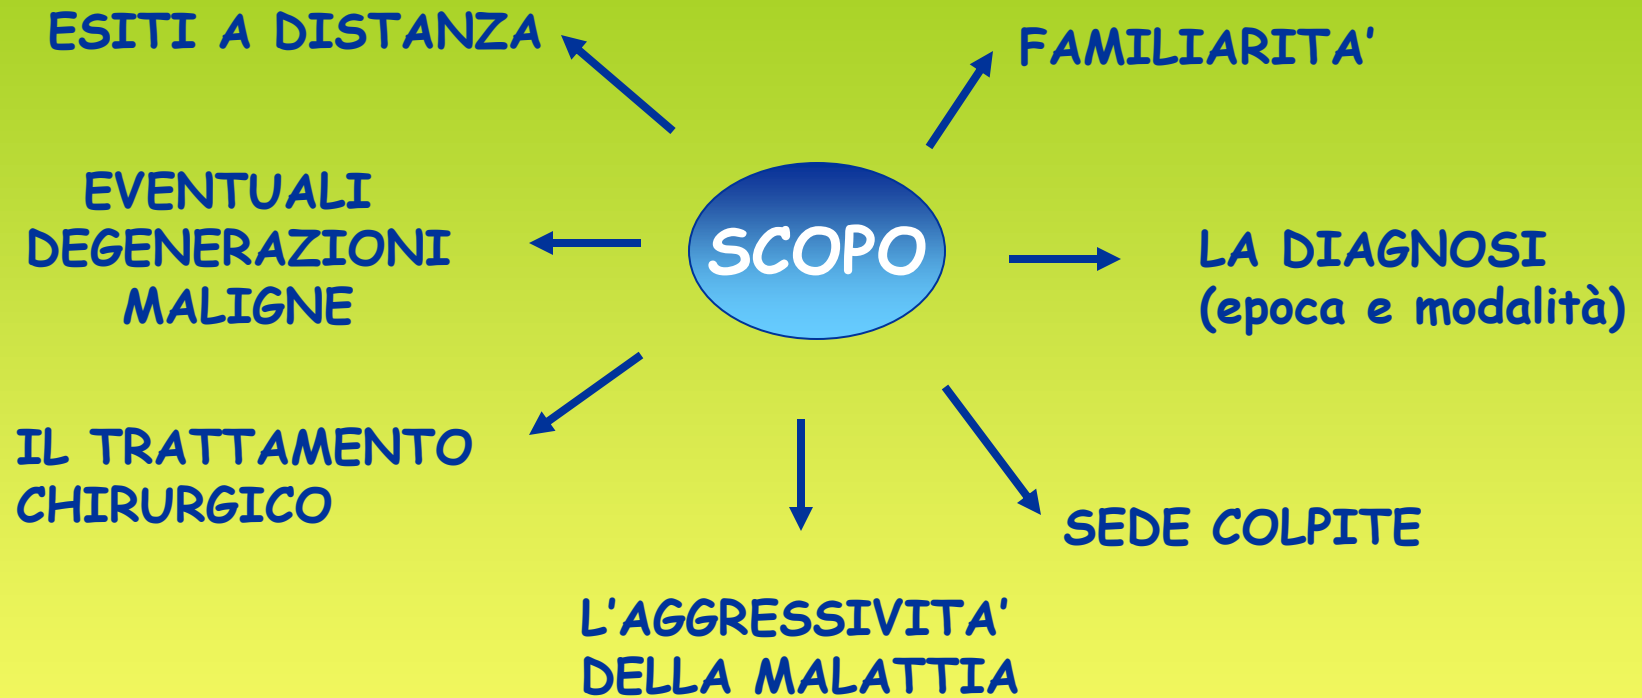 ESITI A DISTANZA
FAMILIARITA'
EVENTUALI
DEGENERAZIONI
MALIGNE
SCOPO
LA DIAGNOSI
(epoca e modalità)
IL TRATTAMENTO
CHIRURGICO
SEDE COLPITE
L'AGGRESSIVITA'
DELLA MALATTIA